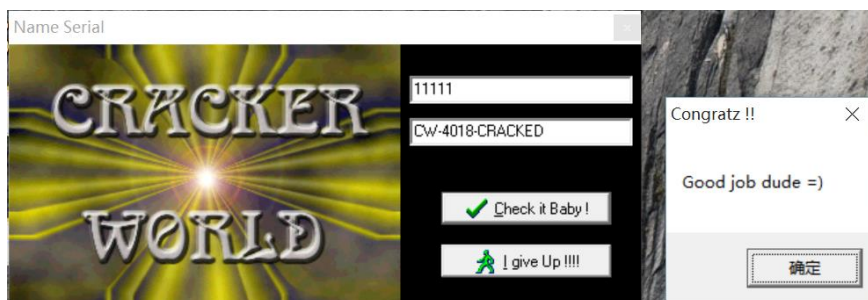 Name Serial
CRACKER
WORLD
11111
CW-4018-CRACKED
Check it Baby !
I give Up !!!!
Congratz !!
Good job dude =)
确定